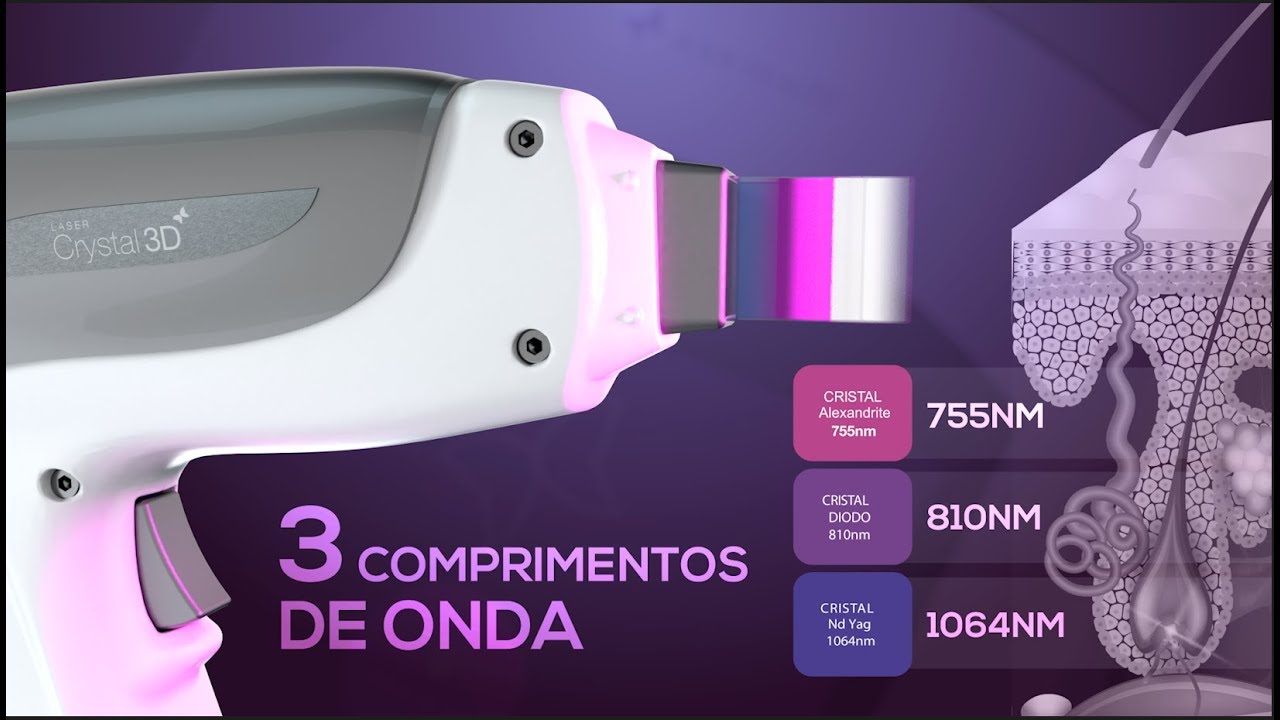 LASER
Crystal 3D
3 COMPRIMENTOS
DE ONDA
CRISTAL
Alexandrite
755nm
755NM
CRISTAL
DIODO
810nm
810NM
CRISTAL
Nd Yag
1064nm
1064NM